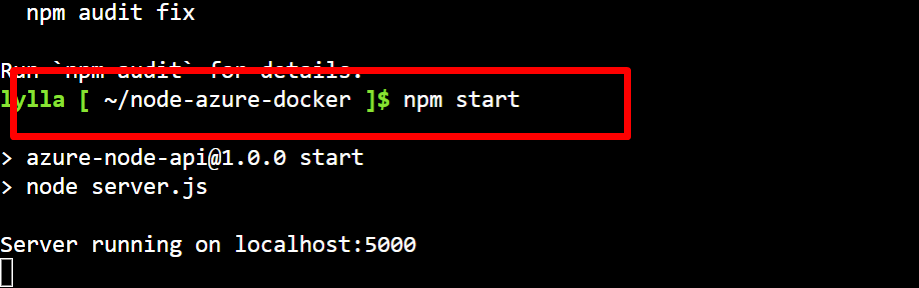 npm audit fix
Run `npm audit` for details.
lylla [ ~/node-azure-docker ]$ npm start
> azure-node-api@1.0.0 start
> node server.js
Server running on localhost:5000